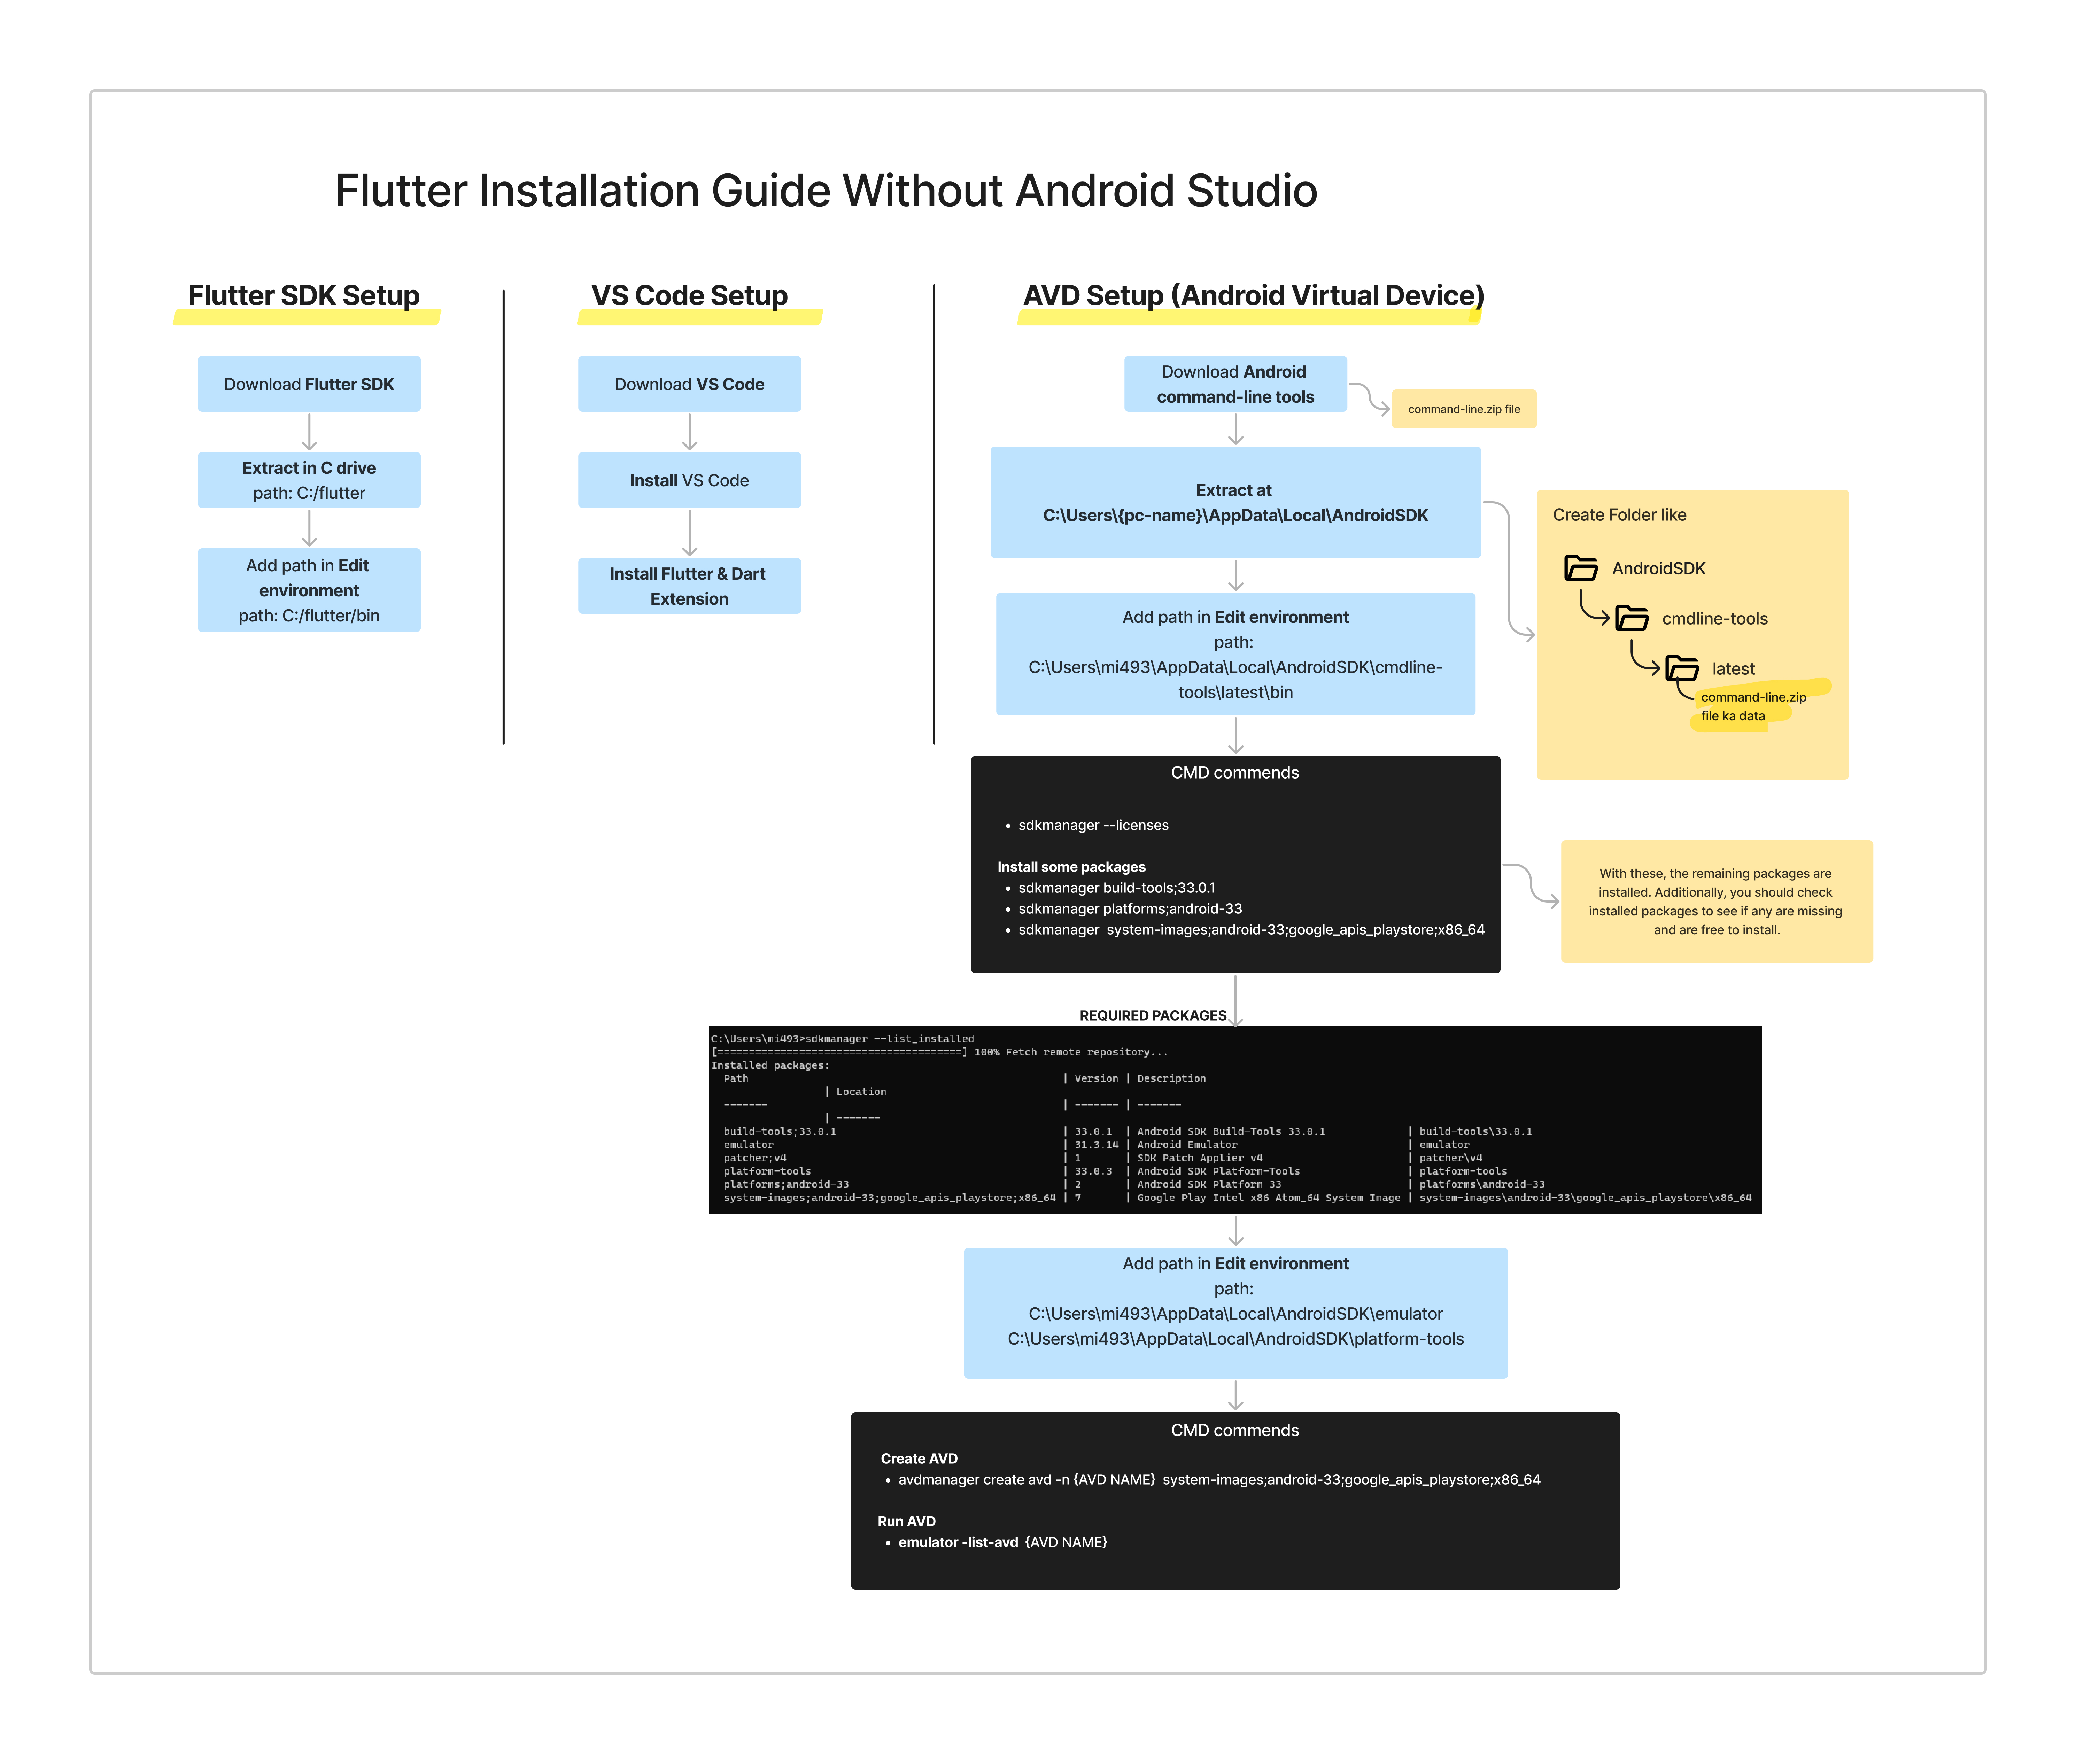 Flutter Installation Guide Without Android Studio
Flutter SDK Setup
Download Flutter SDK
Extract in C drive
path: C:/flutter
Add path in Edit
environment
path: C:/flutter/bin
VS Code Setup
Download VS Code
Install VS Code
Install Flutter & Dart
Extension
AVD Setup (Android Virtual Device)
Download Android
command-line tools
command-line.zip file
Extract at
C:\Users\{pc-name}\AppData\Local\AndroidSDK
Create Folder like
AndroidSDK
cmdline-tools
latest
command-line.zip
file ka data
Add path in Edit environment
path:
C:\Users\mi493\AppData\Local\AndroidSDK\cmdline-
tools\latest\bin
CMD commends
• sdkmanager --licenses
Install some packages
• sdkmanager build-tools;33.0.1
• sdkmanager platforms;android-33
• sdkmanager system-images;android-33;google_apis_playstore;x86_64
With these, the remaining packages are
installed. Additionally, you should check
installed packages to see if any are missing
and are free to install.
REQUIRED PACKAGES
C:\Users\mi493>sdkmanager --list_installed
[=======================================] 100% Fetch remote repository...
Installed packages:
Path | Version | Description
| Location
------- | ------- | -------
| -------
build-tools;33.0.1 | 33.0.1 | Android SDK Build-Tools 33.0.1 | build-tools\33.0.1
emulator | 31.3.14 | Android Emulator | emulator
patcher;v4 | 1 | SDK Patch Applier v4 | patcher\v4
platform-tools | 33.0.3 | Android SDK Platform-Tools | platform-tools
platforms;android-33 | 2 | Android SDK Platform 33 | platforms\android-33
system-images;android-33;google_apis_playstore;x86_64 | 7 | Google Play Intel x86 Atom_64 System Image | system-images\android-33\google_apis_playstore\x86_64
Add path in Edit environment
path:
C:\Users\mi493\AppData\Local\AndroidSDK\emulator
C:\Users\mi493\AppData\Local\AndroidSDK\platform-tools
CMD commends
Create AVD
• avdmanager create avd -n {AVD NAME} system-images;android-33;google_apis_playstore;x86_64
Run AVD
• emulator -list-avd {AVD NAME}